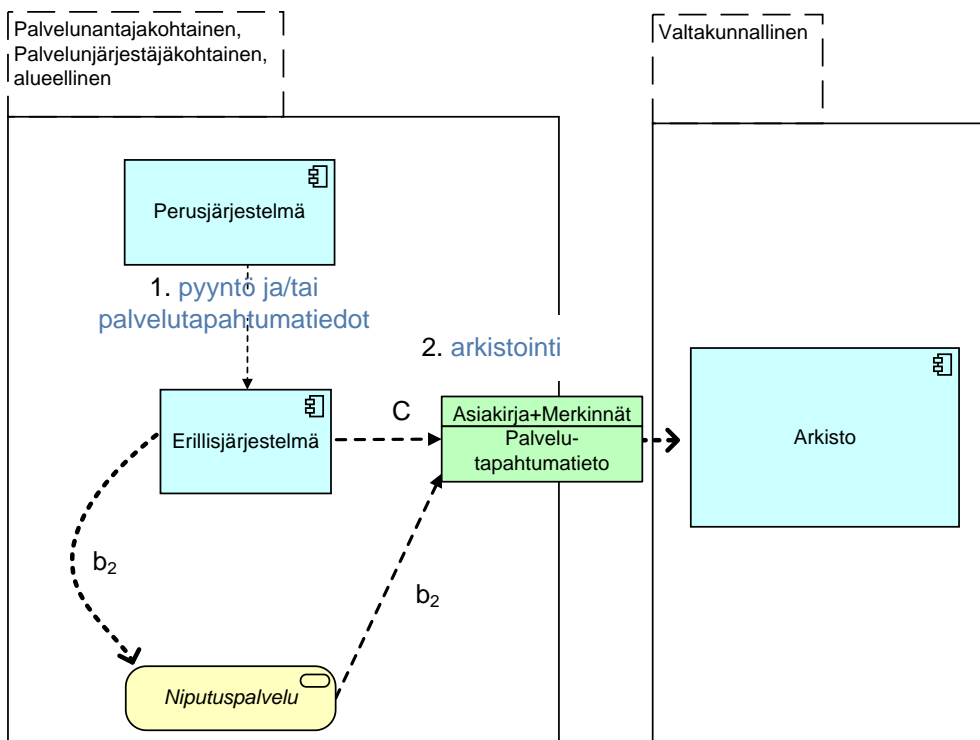 Palvelunantajakohtainen,
Palvelunjärjestäjäkohtainen,
alueellinen
Valtakunnallinen
Perusjärjestelmä
1. pyyntö ja/tai
palvelutapahtumatiedot
2. arkistointi
Erillisjärjestelmä
C
Asiakirja+Merkinnät
Palvelu-
tapahtumatieto
Arkisto
b₂
b₂
Niputuspalvelu